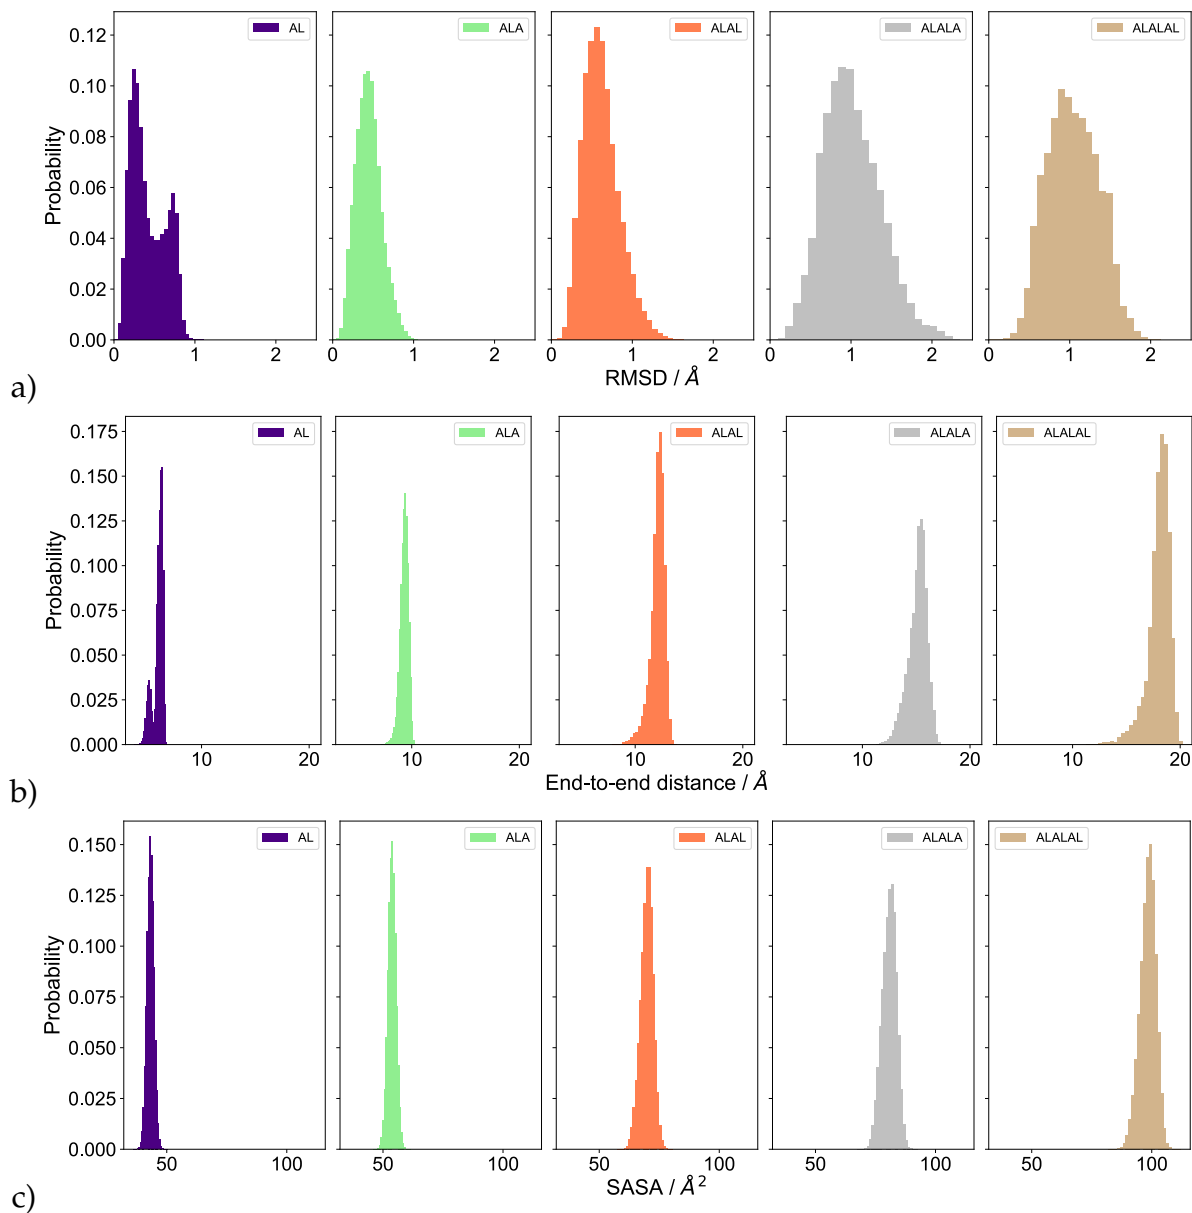 AL ALA ALAL ALALA ALALAL
0.12
0.10
0.08
0.06
0.04
0.02
0.00
Probability
0 1 2 0 1 2 0 1 2 0 1 2 0 1 2
RMSD / Å
a)
AL ALA ALAL ALALA ALALAL
0.175
0.150
0.125
0.100
0.075
0.050
0.025
0.000
Probability
10 20 10 20 10 20 10 20 10 20
End-to-end distance / Å
b)
AL ALA ALAL ALALA ALALAL
0.150
0.125
0.100
0.075
0.050
0.025
0.000
Probability
50 100 50 100 50 100 50 100 50 100
SASA / Å²
c)